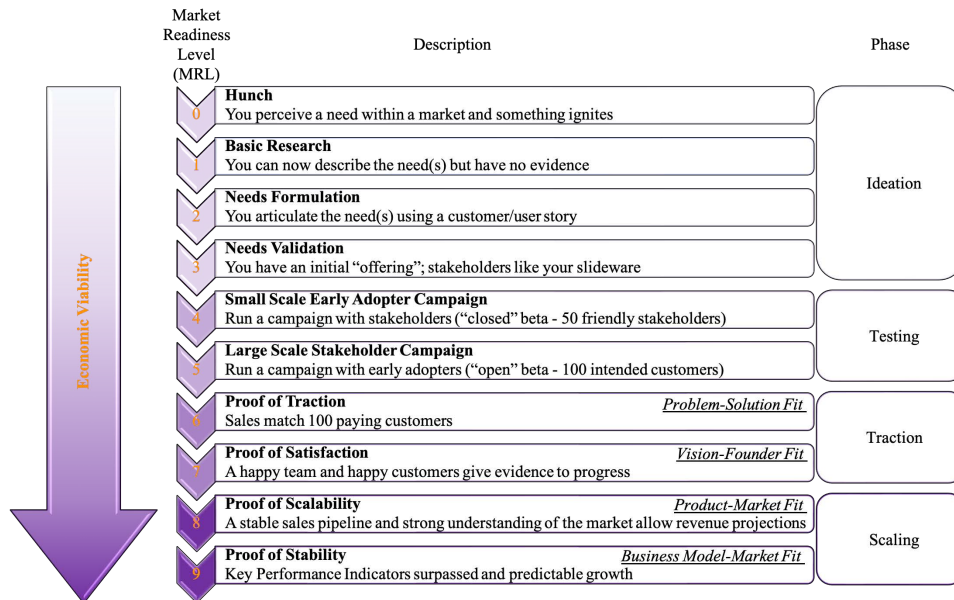 Market
Readiness
Level
(MRL)
Description
Phase
Economic Viability
0
Hunch
You perceive a need within a market and something ignites
1
Basic Research
You can now describe the need(s) but have no evidence
2
Needs Formulation
You articulate the need(s) using a customer/user story
3
Needs Validation
You have an initial “offering”; stakeholders like your slideware
Ideation
4
Small Scale Early Adopter Campaign
Run a campaign with stakeholders (“closed” beta - 50 friendly stakeholders)
5
Large Scale Stakeholder Campaign
Run a campaign with early adopters (“open” beta - 100 intended customers)
Testing
6
Proof of Traction Problem-Solution Fit
Sales match 100 paying customers
7
Proof of Satisfaction Vision-Founder Fit
A happy team and happy customers give evidence to progress
Traction
8
Proof of Scalability Product-Market Fit
A stable sales pipeline and strong understanding of the market allow revenue projections
9
Proof of Stability Business Model-Market Fit
Key Performance Indicators surpassed and predictable growth
Scaling